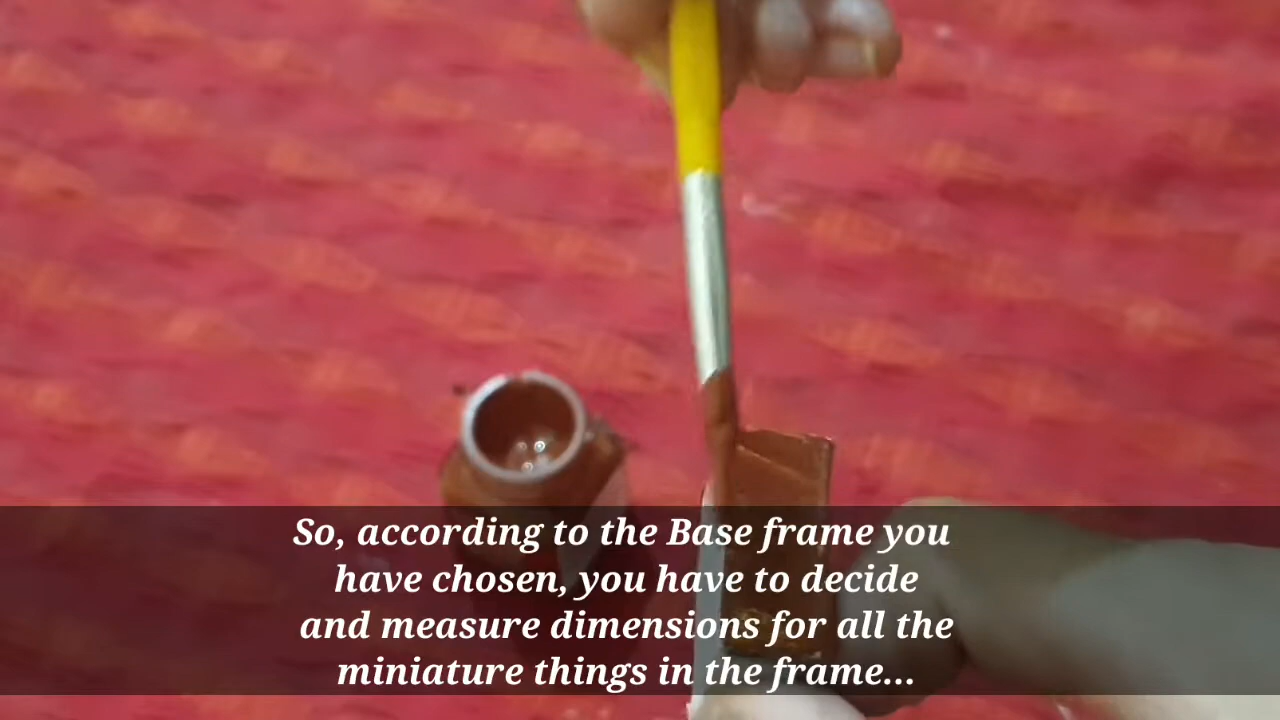 So, according to the Base frame you
have chosen, you have to decide
and measure dimensions for all the
miniature things in the frame...